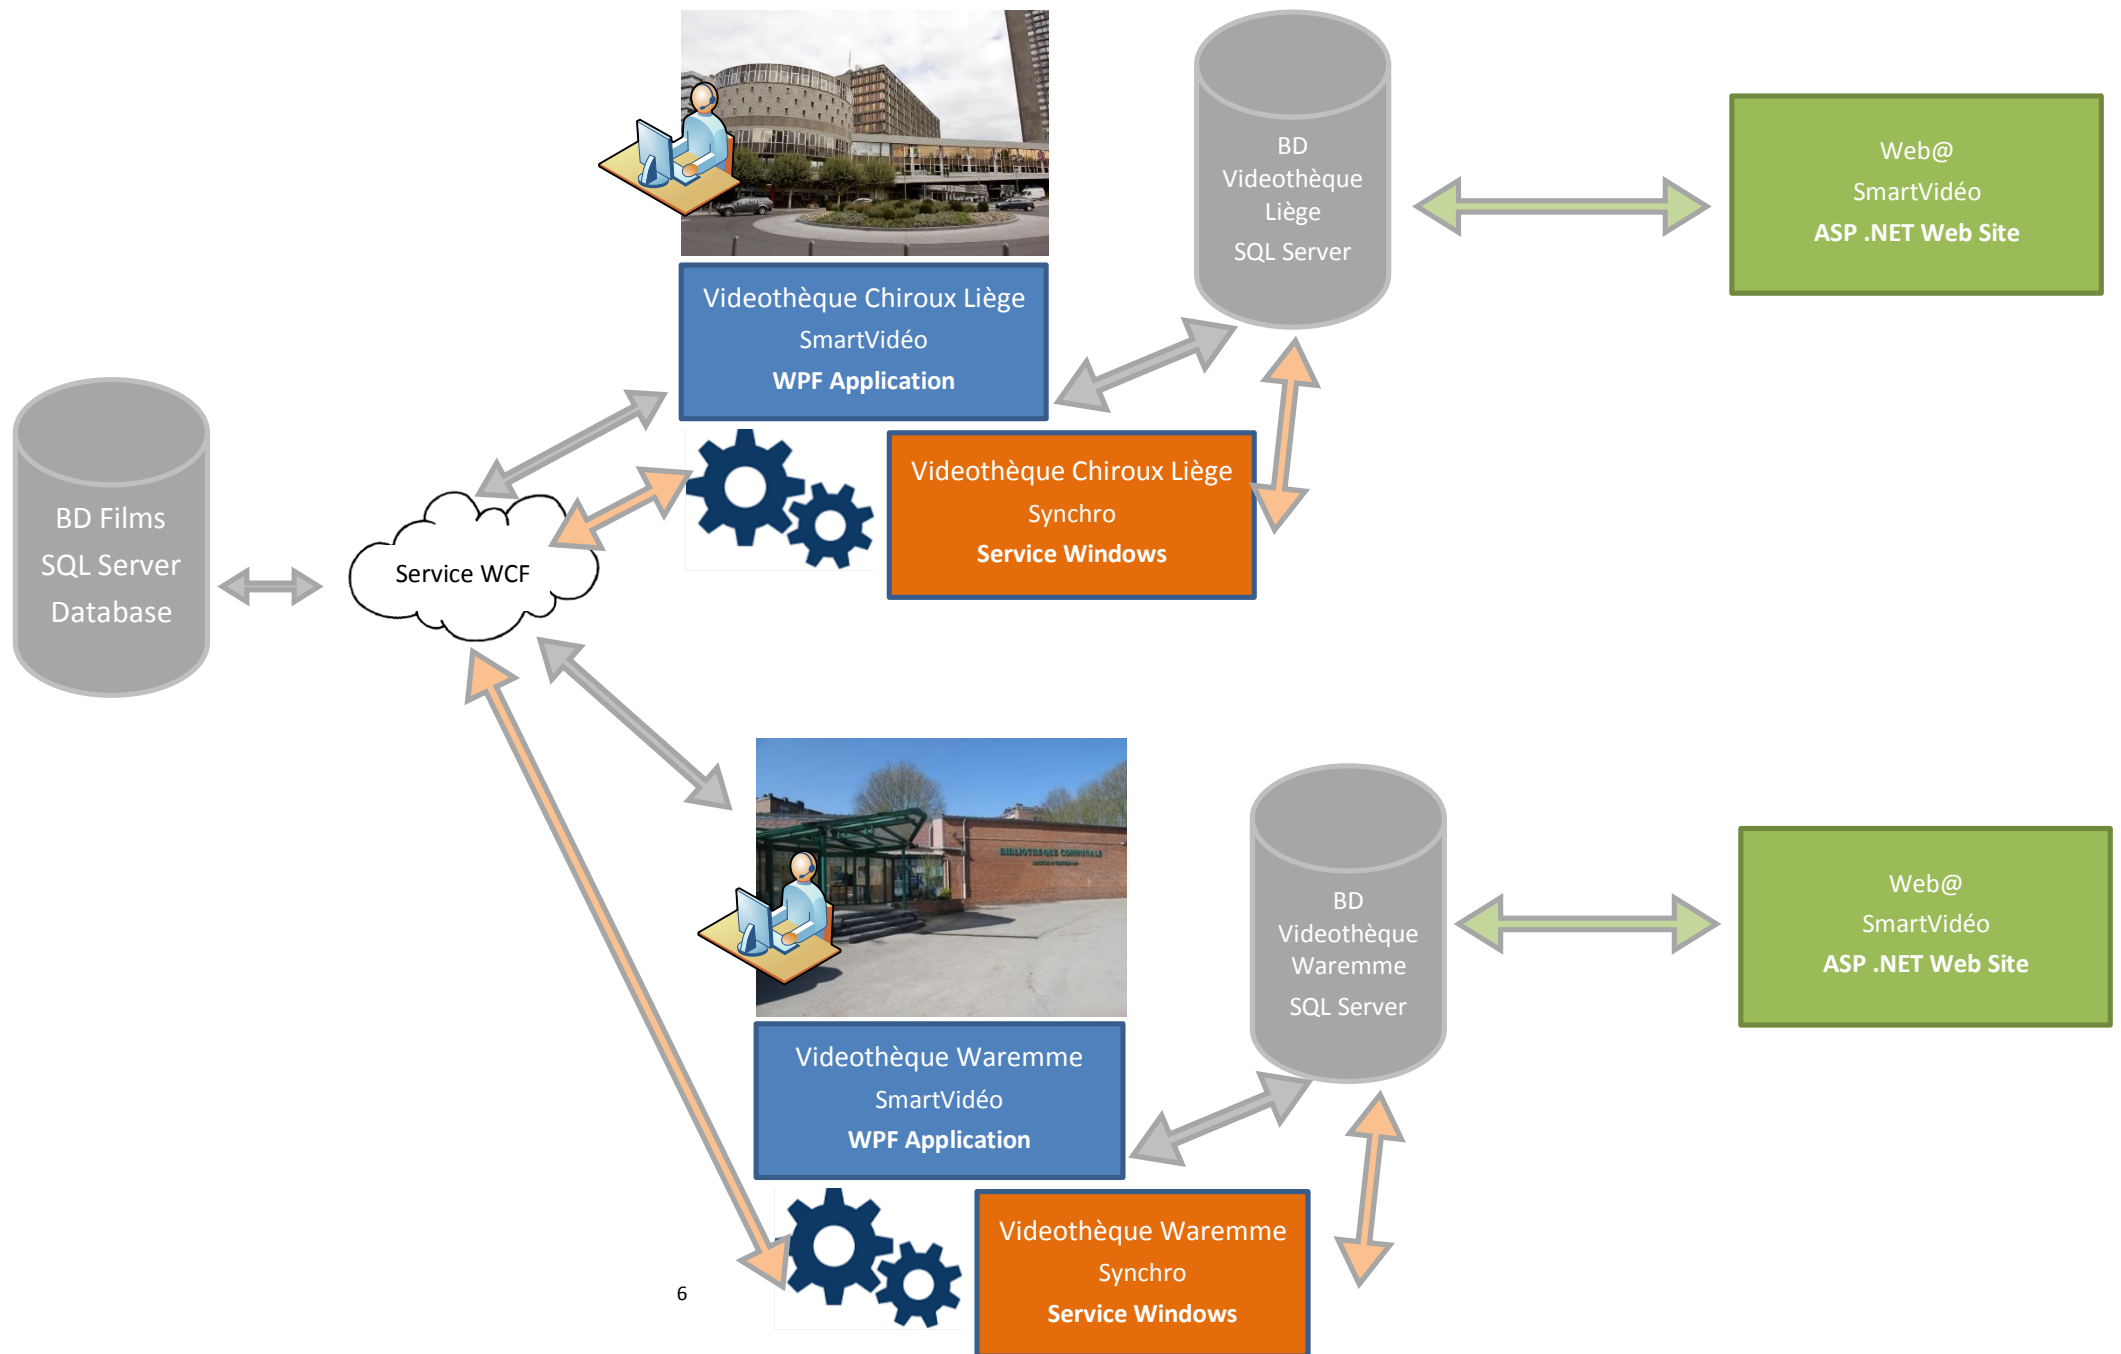 BD
Videothèque
Liège
SQL Server
Web@
SmartVidéo
ASP .NET Web Site
Videothèque Chiroux Liège
SmartVidéo
WPF Application
Videothèque Chiroux Liège
Synchro
Service Windows
BD Films
SQL Server
Database
Service WCF
BIBLIOTHEQUE COMMUNALE
BD
Videothèque
Waremme
SQL Server
Web@
SmartVidéo
ASP .NET Web Site
Videothèque Waremme
SmartVidéo
WPF Application
Videothèque Waremme
Synchro
Service Windows
6